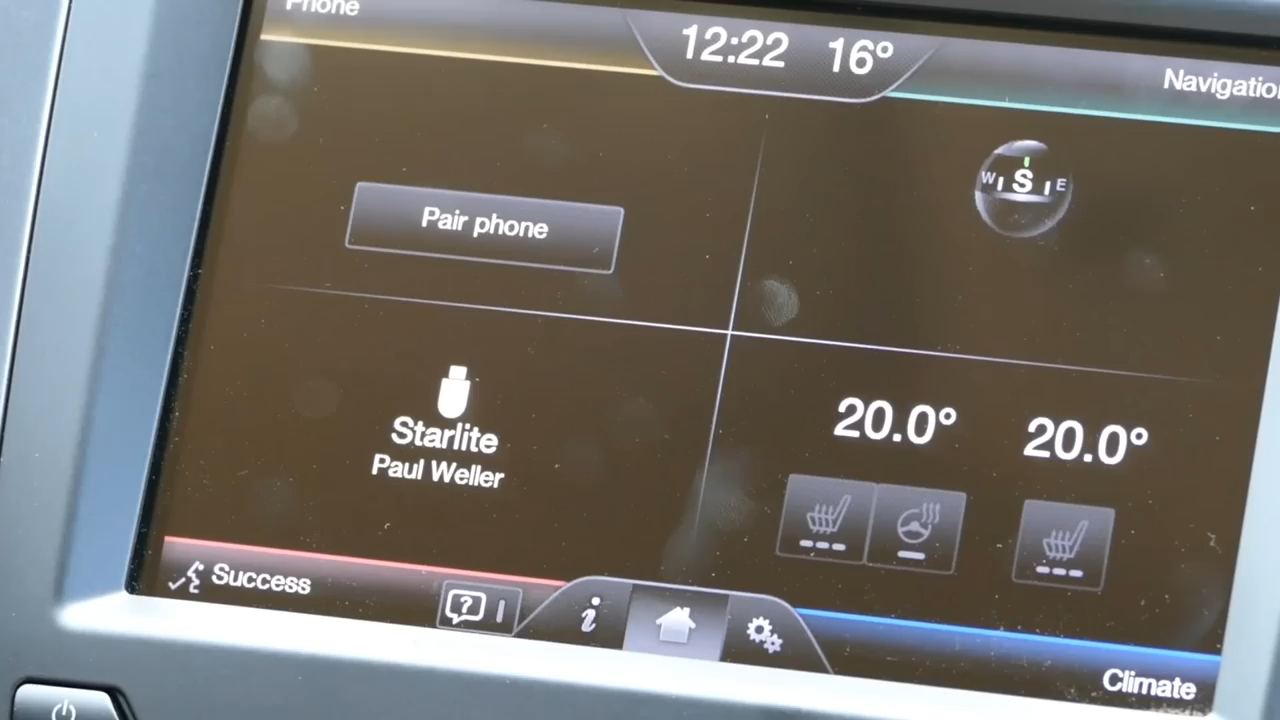 Phone
12:22 16°
Navigation
W S E
Pair phone
Starlite
Paul Weller
20.0° 20.0°
Success
?
i
Climate